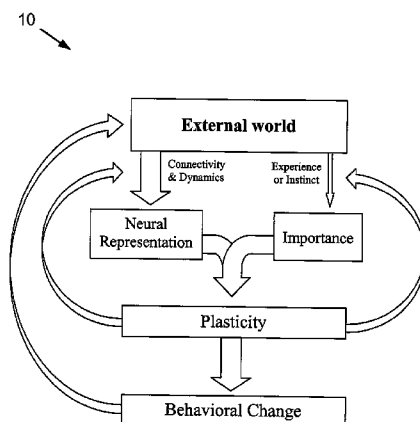 10
External world
Connectivity
& Dynamics
Experience
or Instinct
Neural
Representation
Importance
Plasticity
Behavioral Change